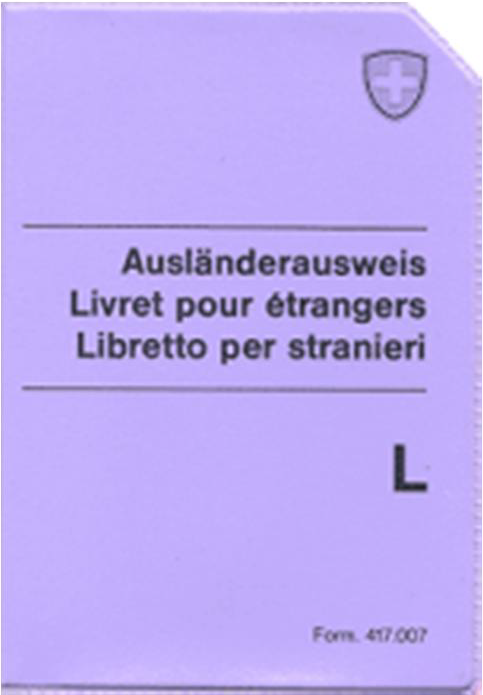 Ausländerausweis
Livret pour étrangers
Libretto per stranieri
L
Form. 417.007